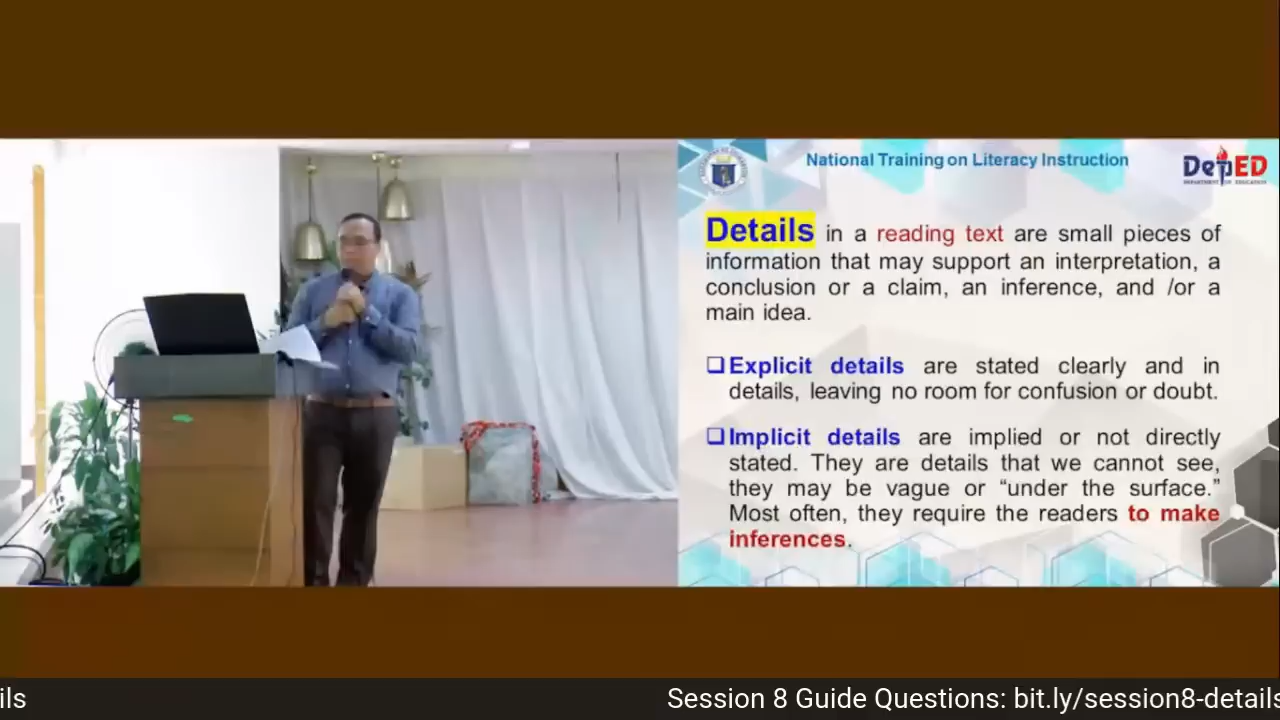 National Training on Literacy Instruction
DepED
DEPARTMENT OF EDUCATION
Details in a reading text are small pieces of
information that may support an interpretation, a
conclusion or a claim, an inference, and /or a
main idea.
❑Explicit details are stated clearly and in
details, leaving no room for confusion or doubt.
❑Implicit details are implied or not directly
stated. They are details that we cannot see,
they may be vague or “under the surface.”
Most often, they require the readers to make
inferences.
ils
Session 8 Guide Questions: bit.ly/session8-details